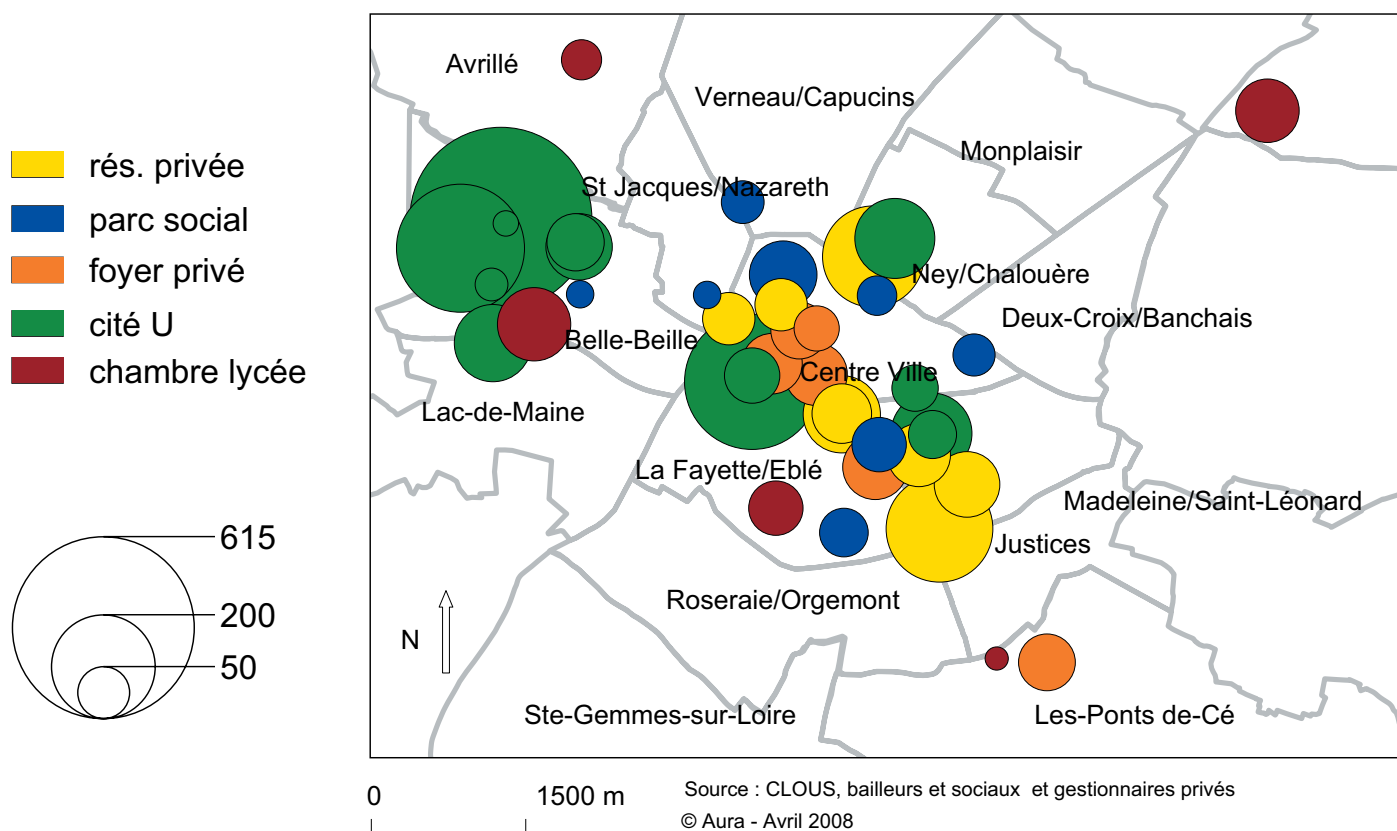 rés. privée
parc social
foyer privé
cité U
chambre lycée
615
200
50
Avrillé
Verneau/Capucins
Monplaisir
St Jacques/Nazareth
Ney/Chalouère
Deux-Croix/Banchais
Belle-Beille
Centre Ville
Lac-de-Maine
La Fayette/Eblé
Madeleine/Saint-Léonard
Justices
Roseraie/Orgemont
N
Ste-Gemmes-sur-Loire
Les-Ponts de-Cé
0 1500 m
Source : CLOUS, bailleurs et sociaux et gestionnaires privés
© Aura - Avril 2008